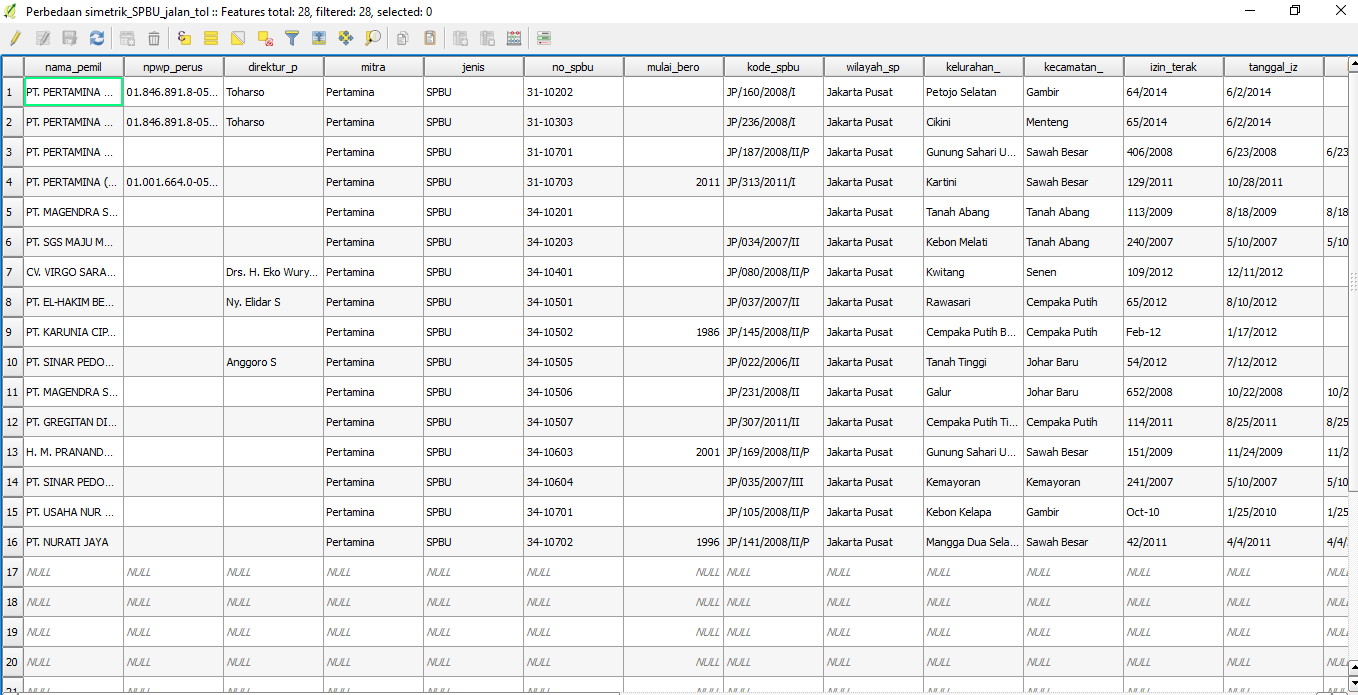 Perbedaan simetrik_SPBU_jalan_tol :: Features total: 28, filtered: 28, selected: 0
nama_pemil npwp_perus direktur_p mitra jenis no_spbu mulai_bero kode_spbu wilayah_sp kelurahan_ kecamatan_ izin_terak tanggal_iz
1 PT. PERTAMINA ... 01.846.891.8-05... Toharso Pertamina SPBU 31-10202 JP/160/2008/I Jakarta Pusat Petojo Selatan Gambir 64/2014 6/2/2014
2 PT. PERTAMINA ... 01.846.891.8-05... Toharso Pertamina SPBU 31-10303 JP/236/2008/I Jakarta Pusat Cikini Menteng 65/2014 6/2/2014
3 PT. PERTAMINA ... Pertamina SPBU 31-10701 JP/187/2008/II/P Jakarta Pusat Gunung Sahari U... Sawah Besar 406/2008 6/23/2008 6/23
4 PT. PERTAMINA (... 01.001.664.0-05... Pertamina SPBU 31-10703 2011 JP/313/2011/I Jakarta Pusat Kartini Sawah Besar 129/2011 10/28/2011
5 PT. MAGENDRA S... Pertamina SPBU 34-10201 Jakarta Pusat Tanah Abang Tanah Abang 113/2009 8/18/2009 8/18
6 PT. SGS MAJU M... Pertamina SPBU 34-10203 JP/034/2007/II Jakarta Pusat Kebon Melati Tanah Abang 240/2007 5/10/2007 5/10
7 CV. VIRGO SARA... Drs. H. Eko Wury... Pertamina SPBU 34-10401 JP/080/2008/II/P Jakarta Pusat Kwitang Senen 109/2012 12/11/2012
8 PT. EL-HAKIM BE... Ny. Elidar S Pertamina SPBU 34-10501 JP/037/2007/II Jakarta Pusat Rawasari Cempaka Putih 65/2012 8/10/2012
9 PT. KARUNIA CIP... Pertamina SPBU 34-10502 1986 JP/145/2008/II/P Jakarta Pusat Cempaka Putih B... Cempaka Putih Feb-12 1/17/2012
10 PT. SINAR PEDO... Anggoro S Pertamina SPBU 34-10505 JP/022/2006/II Jakarta Pusat Tanah Tinggi Johar Baru 54/2012 7/12/2012
11 PT. MAGENDRA S... Pertamina SPBU 34-10506 JP/231/2008/II Jakarta Pusat Galur Johar Baru 652/2008 10/22/2008 10/2
12 PT. GREGITAN DI... Pertamina SPBU 34-10507 JP/307/2011/II Jakarta Pusat Cempaka Putih Ti... Cempaka Putih 114/2011 8/25/2011 8/25
13 H. M. PRANAND... Pertamina SPBU 34-10603 2001 JP/169/2008/II/P Jakarta Pusat Gunung Sahari U... Sawah Besar 151/2009 11/24/2009 11/2
14 PT. SINAR PEDO... Pertamina SPBU 34-10604 JP/035/2007/III Jakarta Pusat Kemayoran Kemayoran 241/2007 5/10/2007 5/10
15 PT. USAHA NUR ... Pertamina SPBU 34-10701 JP/105/2008/II/P Jakarta Pusat Kebon Kelapa Gambir Oct-10 1/25/2010 1/25
16 PT. NURATI JAYA Pertamina SPBU 34-10702 1996 JP/141/2008/II/P Jakarta Pusat Mangga Dua Sela... Sawah Besar 42/2011 4/4/2011 4/4/
17 NULL NULL NULL NULL NULL NULL NULL NULL NULL NULL NULL NULL NULL NULL
18 NULL NULL NULL NULL NULL NULL NULL NULL NULL NULL NULL NULL NULL NULL
19 NULL NULL NULL NULL NULL NULL NULL NULL NULL NULL NULL NULL NULL NULL
20 NULL NULL NULL NULL NULL NULL NULL NULL NULL NULL NULL NULL NULL NULL